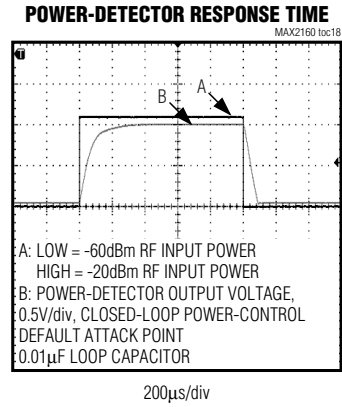 POWER-DETECTOR RESPONSE TIME
MAX2160 toc18
T
B
A
A: LOW = -60dBm RF INPUT POWER
HIGH = -20dBm RF INPUT POWER
B: POWER-DETECTOR OUTPUT VOLTAGE,
0.5V/div, CLOSED-LOOP POWER-CONTROL
DEFAULT ATTACK POINT
0.01μF LOOP CAPACITOR
200μs/div